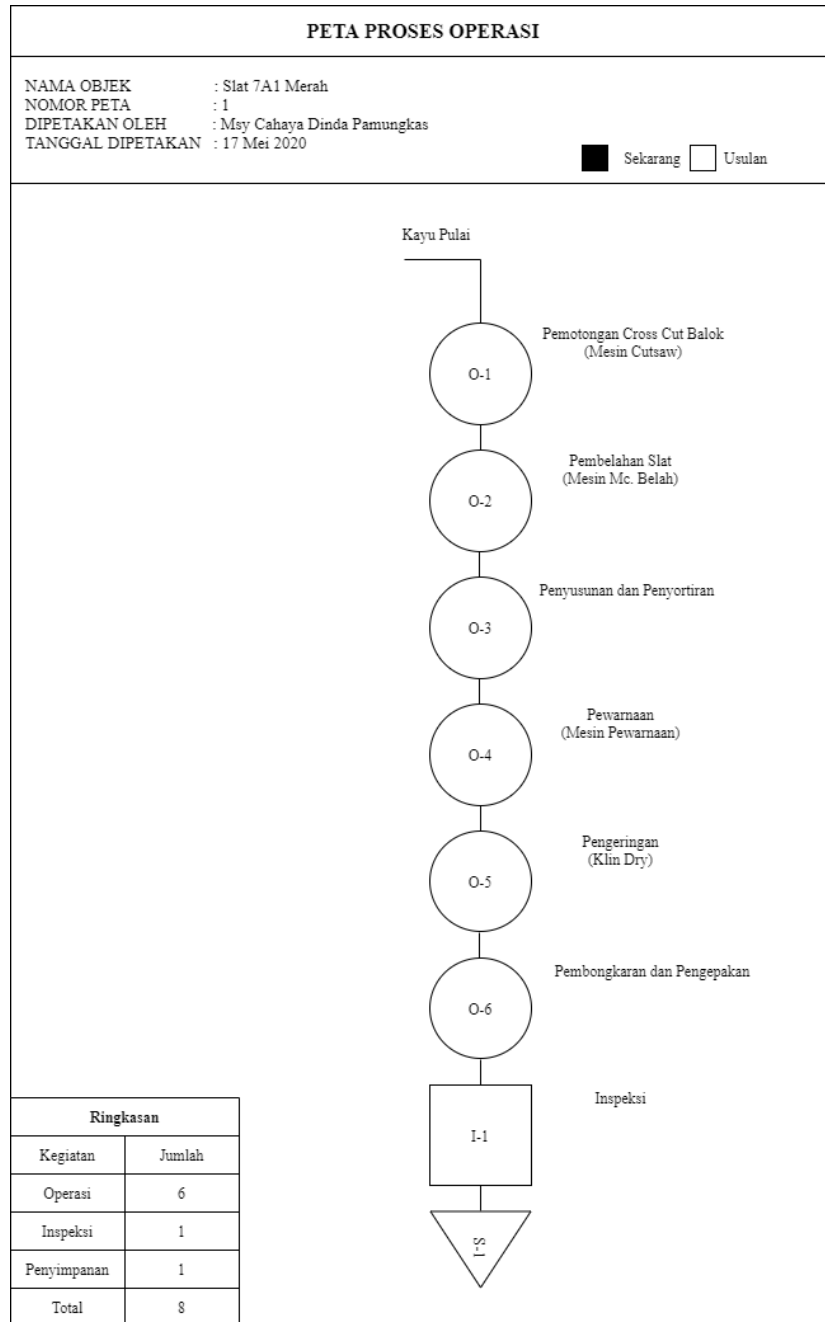 PETA PROSES OPERASI
NAMA OBJEK : Slat 7A1 Merah
NOMOR PETA : 1
DIPETAKAN OLEH : Msy Cahaya Dinda Pamungkas
TANGGAL DIPETAKAN : 17 Mei 2020
Sekarang Usulan
Kayu Pulai
Pemotongan Cross Cut Balok
(Mesin Cutsaw)
O-1
Pembelahan Slat
(Mesin Mc. Belah)
O-2
Penyusunan dan Penyortiran
O-3
Pewarnaan
(Mesin Pewarnaan)
O-4
Pengeringan
(Klin Dry)
O-5
Pembongkaran dan Pengepakan
O-6
Inspeksi
I-1
S-1
Ringkasan
Kegiatan Jumlah
Operasi 6
Inspeksi 1
Penyimpanan 1
Total 8